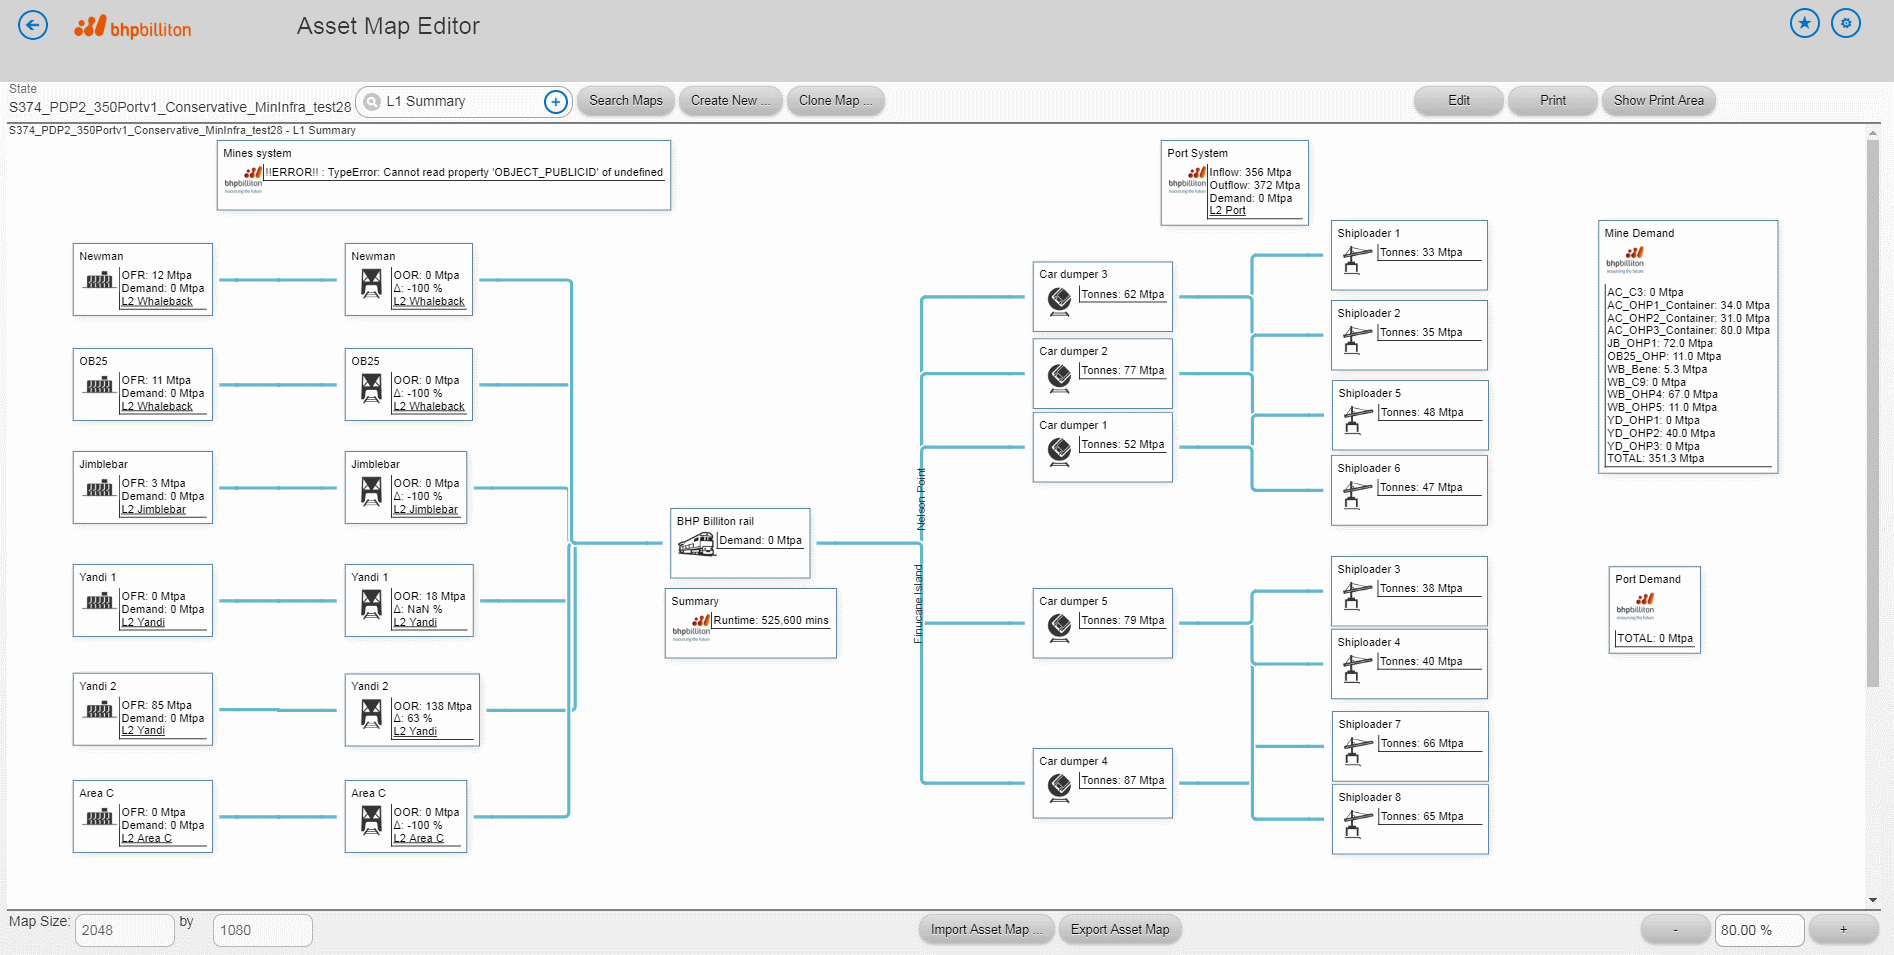 bhpbilliton
Asset Map Editor
State
S374_PDP2_350Portv1_Conservative_MinInfra_test28
L1 Summary
Search Maps
Create New ...
Clone Map ...
Edit
Print
Show Print Area
S374_PDP2_350Portv1_Conservative_MinInfra_test28 - L1 Summary
Mines system
bhpbilliton
resourcing the future
!!ERROR!! : TypeError: Cannot read property 'OBJECT_PUBLICID' of undefined
Port System
bhpbilliton
resourcing the future
Inflow: 356 Mtpa
Outflow: 372 Mtpa
Demand: 0 Mtpa
L2 Port
Newman
OFR: 12 Mtpa
Demand: 0 Mtpa
L2 Whaleback
Newman
OOR: 0 Mtpa
Δ: -100 %
L2 Whaleback
OB25
OFR: 11 Mtpa
Demand: 0 Mtpa
L2 Whaleback
OB25
OOR: 0 Mtpa
Δ: -100 %
L2 Whaleback
Jimblebar
OFR: 3 Mtpa
Demand: 0 Mtpa
L2 Jimblebar
Jimblebar
OOR: 0 Mtpa
Δ: -100 %
L2 Jimblebar
Yandi 1
OFR: 0 Mtpa
Demand: 0 Mtpa
L2 Yandi
Yandi 1
OOR: 18 Mtpa
Δ: NaN %
L2 Yandi
Yandi 2
OFR: 85 Mtpa
Demand: 0 Mtpa
L2 Yandi
Yandi 2
OOR: 138 Mtpa
Δ: 63 %
L2 Yandi
Area C
OFR: 0 Mtpa
Demand: 0 Mtpa
L2 Area C
Area C
OOR: 0 Mtpa
Δ: -100 %
L2 Area C
BHP Billiton rail
Demand: 0 Mtpa
Summary
bhpbilliton
resourcing the future
Runtime: 525,600 mins
Nelson Point
Finucane Island
Car dumper 3
Tonnes: 62 Mtpa
Car dumper 2
Tonnes: 77 Mtpa
Car dumper 1
Tonnes: 52 Mtpa
Car dumper 5
Tonnes: 79 Mtpa
Car dumper 4
Tonnes: 87 Mtpa
Shiploader 1
Tonnes: 33 Mtpa
Shiploader 2
Tonnes: 35 Mtpa
Shiploader 5
Tonnes: 48 Mtpa
Shiploader 6
Tonnes: 47 Mtpa
Shiploader 3
Tonnes: 38 Mtpa
Shiploader 4
Tonnes: 40 Mtpa
Shiploader 7
Tonnes: 66 Mtpa
Shiploader 8
Tonnes: 65 Mtpa
Mine Demand
bhpbilliton
resourcing the future
AC_C3: 0 Mtpa
AC_OHP1_Container: 34.0 Mtpa
AC_OHP2_Container: 31.0 Mtpa
AC_OHP3_Container: 80.0 Mtpa
JB_OHP1: 72.0 Mtpa
OB25_OHP: 11.0 Mtpa
WB_Bene: 5.3 Mtpa
WB_C9: 0 Mtpa
WB_OHP4: 67.0 Mtpa
WB_OHP5: 11.0 Mtpa
YD_OHP1: 0 Mtpa
YD_OHP2: 40.0 Mtpa
YD_OHP3: 0 Mtpa
TOTAL: 351.3 Mtpa
Port Demand
bhpbilliton
resourcing the future
TOTAL: 0 Mtpa
Map Size:
2048
by
1080
Import Asset Map ...
Export Asset Map
-
80.00 %
+